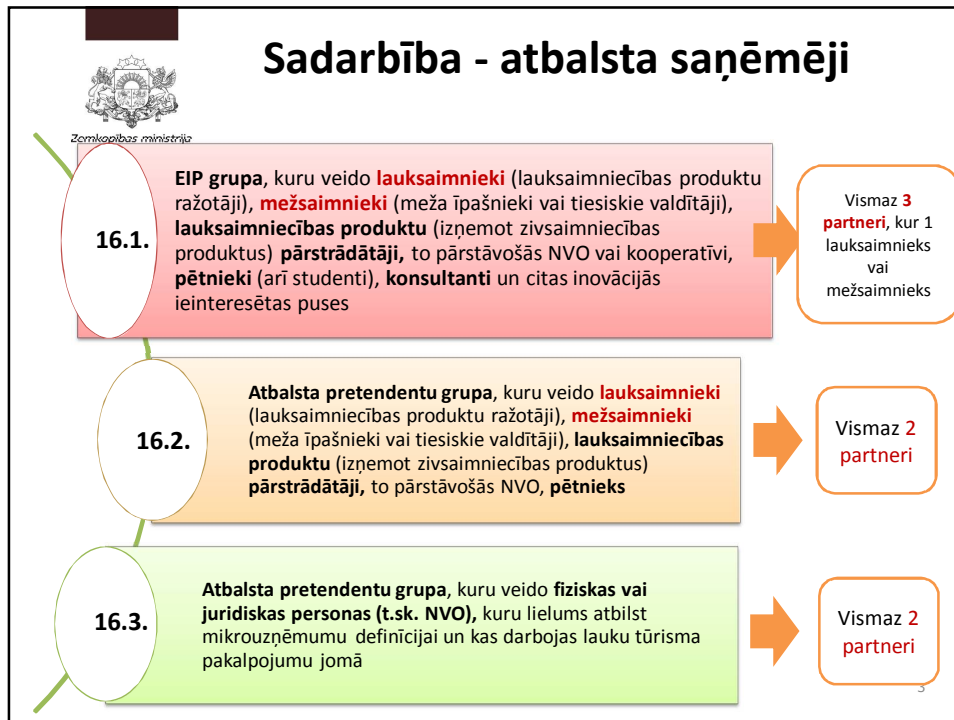 Sadarbība - atbalsta saņēmēji
Zemkopības ministrija
16.1.
EIP grupa, kuru veido lauksaimnieki (lauksaimniecības produktu
ražotāji), mežsaimnieki (meža īpašnieki vai tiesiskie valdītāji),
lauksaimniecības produktu (izņemot zivsaimniecības
produktus) pārstrādātāji, to pārstāvošās NVO vai kooperatīvi,
pētnieki (arī studenti), konsultanti un citas inovācijās
ieinteresētas puses
Vismaz 3
partneri, kur 1
lauksaimnieks
vai
mežsaimnieks
16.2.
Atbalsta pretendentu grupa, kuru veido lauksaimnieki
(lauksaimniecības produktu ražotāji), mežsaimnieki
(meža īpašnieki vai tiesiskie valdītāji), lauksaimniecības
produktu (izņemot zivsaimniecības produktus)
pārstrādātāji, to pārstāvošās NVO, pētnieks
Vismaz 2
partneri
16.3.
Atbalsta pretendentu grupa, kuru veido fiziskas vai
juridiskas personas (t.sk. NVO), kuru lielums atbilst
mikrouzņēmumu definīcijai un kas darbojas lauku tūrisma
pakalpojumu jomā
Vismaz 2
partneri
3